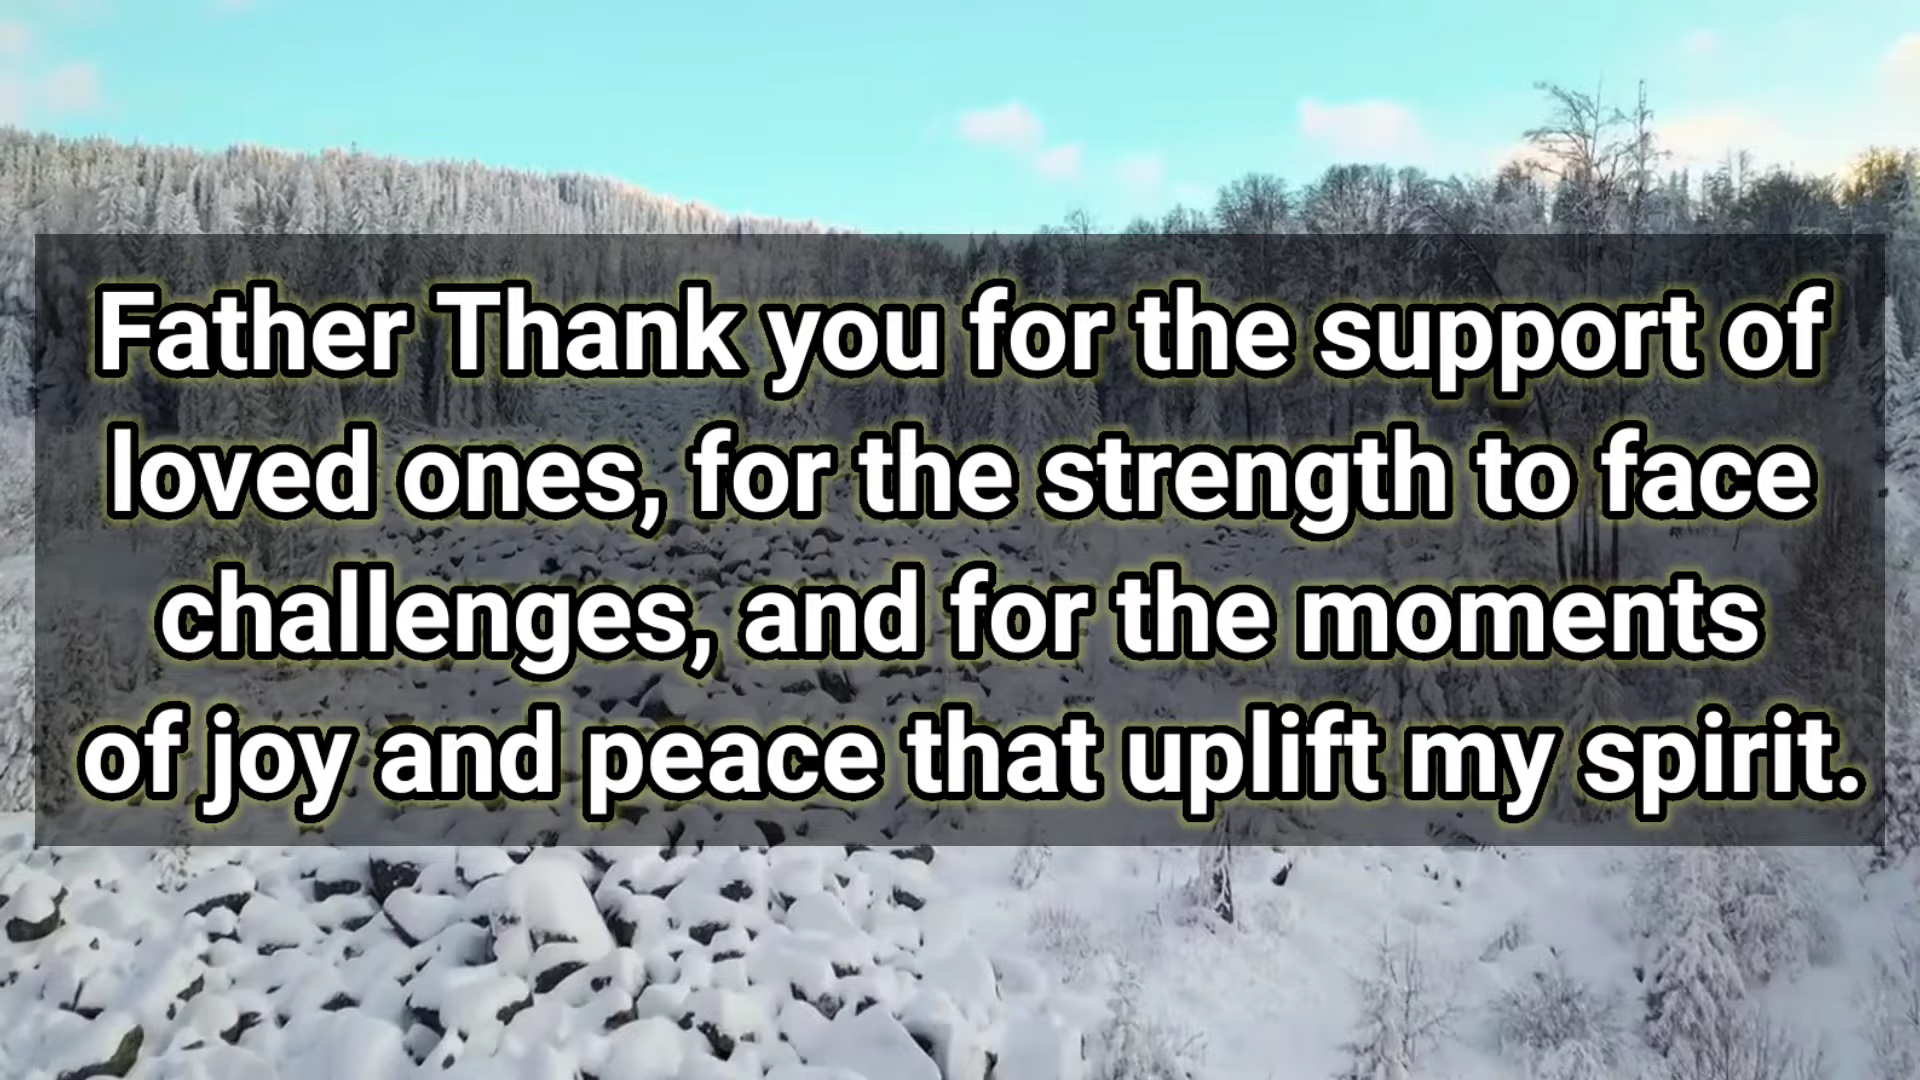 Father Thank you for the support of
loved ones, for the strength to face
challenges, and for the moments
of joy and peace that uplift my spirit.